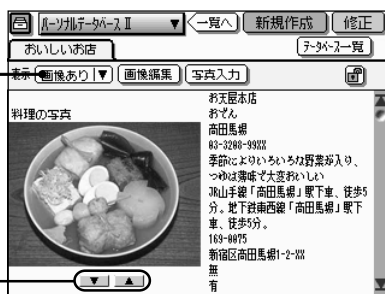 パーソナルデータベースⅡ ▼ 一覧へ 新規作成 修正
おいしいお店 データベース一覧
表示 画像あり ▼ 画像編集 写真入力
料理の写真
お天屋本店
おでん
高田馬場
03-3208-99XX
季節によりいろいろな野菜が入り、
つゆは薄味で大変おいしい
JR山手線「高田馬場」駅下車、徒歩5
分。地下鉄東西線「高田馬場」駅下
車、徒歩5分。
169-0075
新宿区高田馬場1-2-XX
無
有
▼ ▲